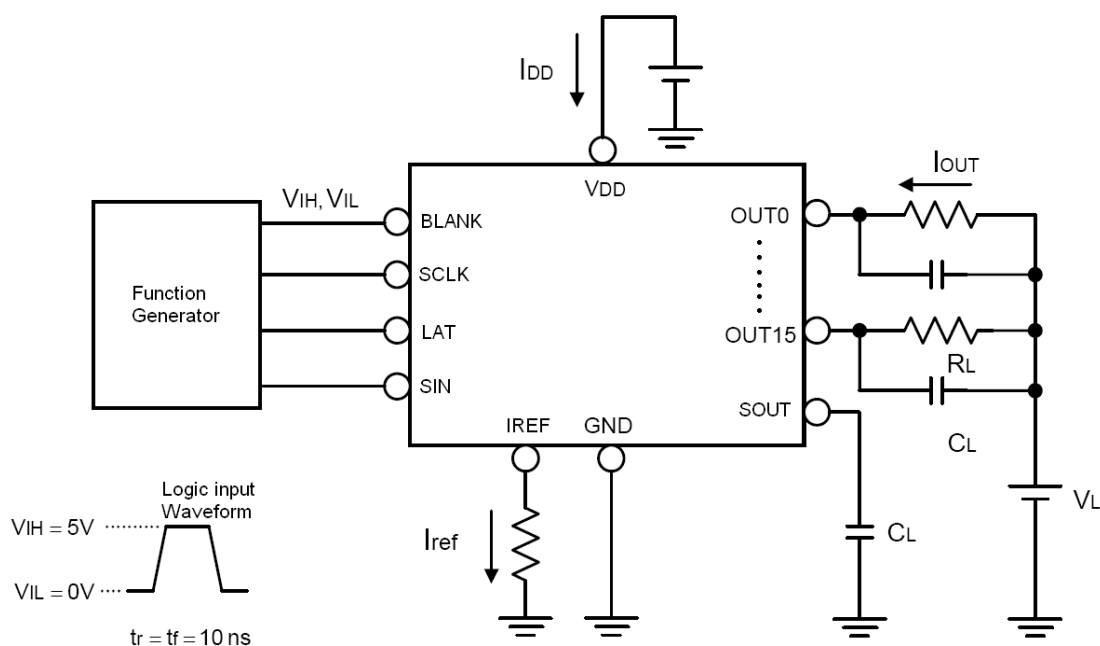 IDD
VDD
VIH, VIL
IOUT
BLANK
OUT0
SCLK
Function
Generator
LAT
OUT15
RL
SIN
SOUT
IREF
GND
CL
Logic input
Waveform
VIH = 5V
VL
Iref
CL
VIL = 0V
tr = tf = 10 ns